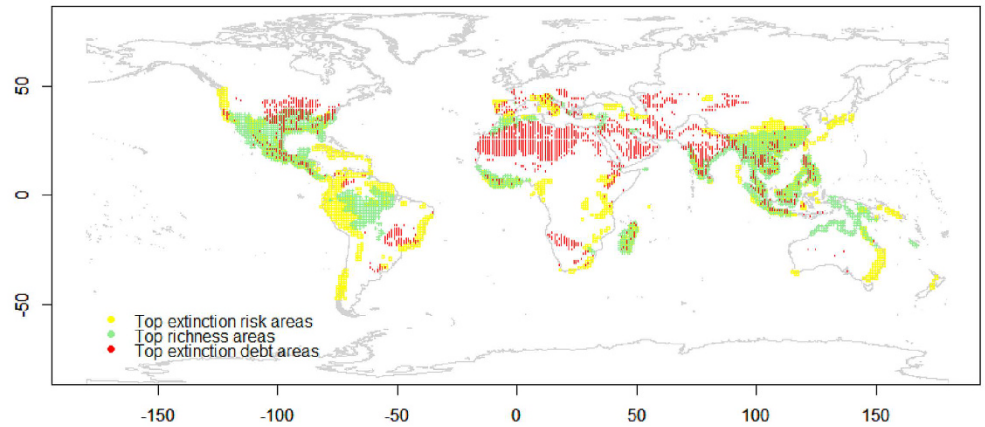 50
0
-50
Top extinction risk areas
Top richness areas
Top extinction debt areas
-150 -100 -50 0 50 100 150